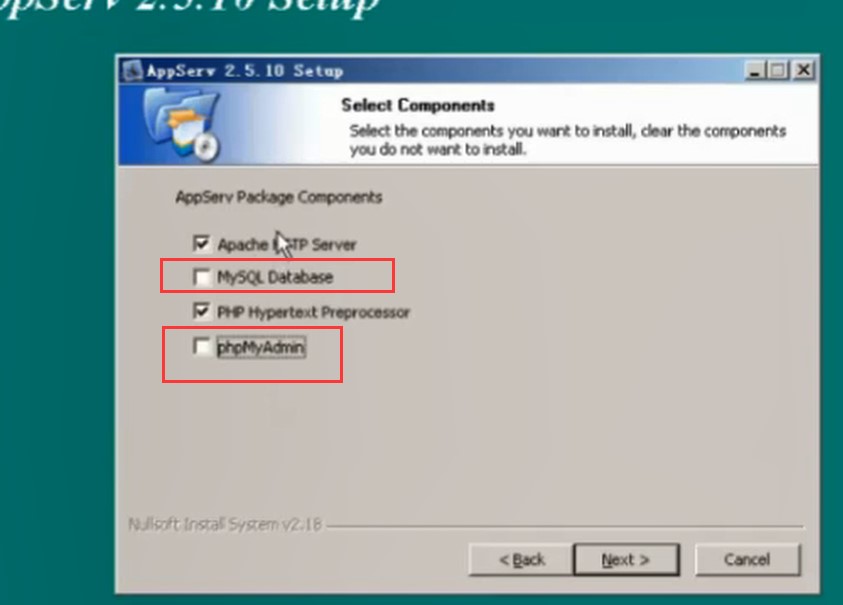 AppServ 2.5.10 Setup
AppServ 2.5.10 Setup
Select Components
Select the components you want to install, clear the components
you do not want to install.
AppServ Package Components
Apache HTTP Server
MySQL Database
PHP Hypertext Preprocessor
phpMyAdmin
Nullsoft Install System v2.18
< Back
Next >
Cancel